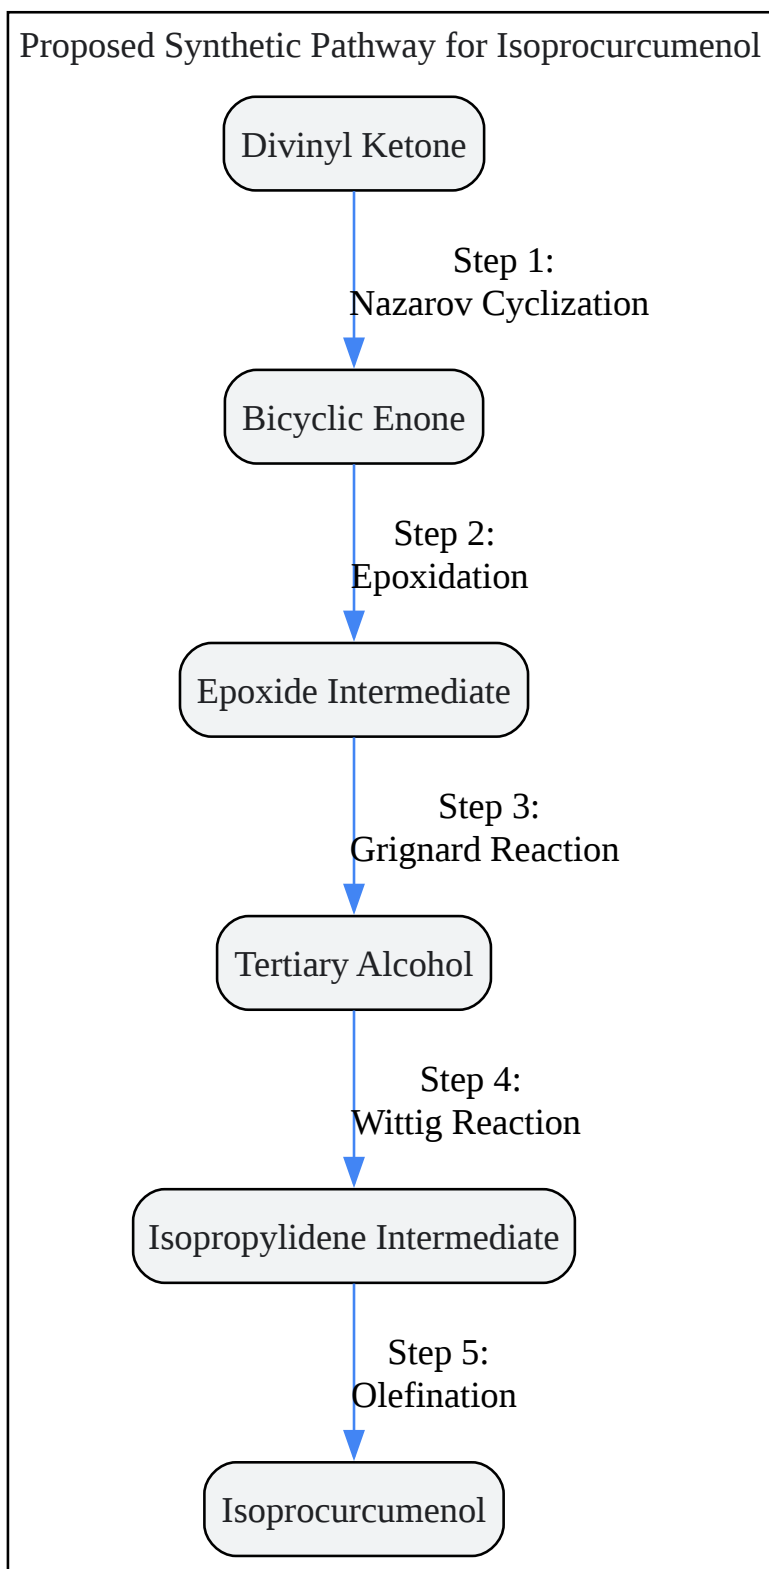 Proposed Synthetic Pathway for Isoprocurcumenol
Divinyl Ketone
Step 1:
Nazarov Cyclization
Bicyclic Enone
Step 2:
Epoxidation
Epoxide Intermediate
Step 3:
Grignard Reaction
Tertiary Alcohol
Step 4:
Wittig Reaction
Isopropylidene Intermediate
Step 5:
Olefination
Isoprocurcumenol